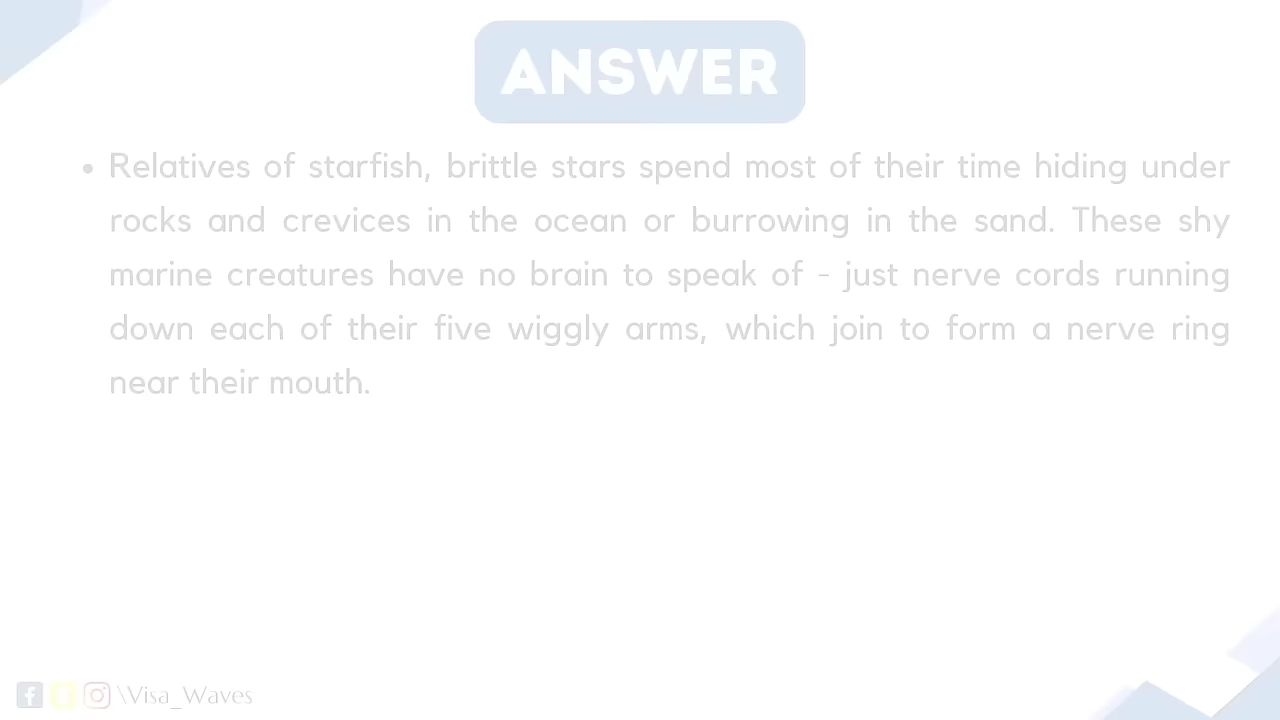 ANSWER
• Relatives of starfish, brittle stars spend most of their time hiding under
rocks and crevices in the ocean or burrowing in the sand. These shy
marine creatures have no brain to speak of - just nerve cords running
down each of their five wiggly arms, which join to form a nerve ring
near their mouth.
\Visa_Waves